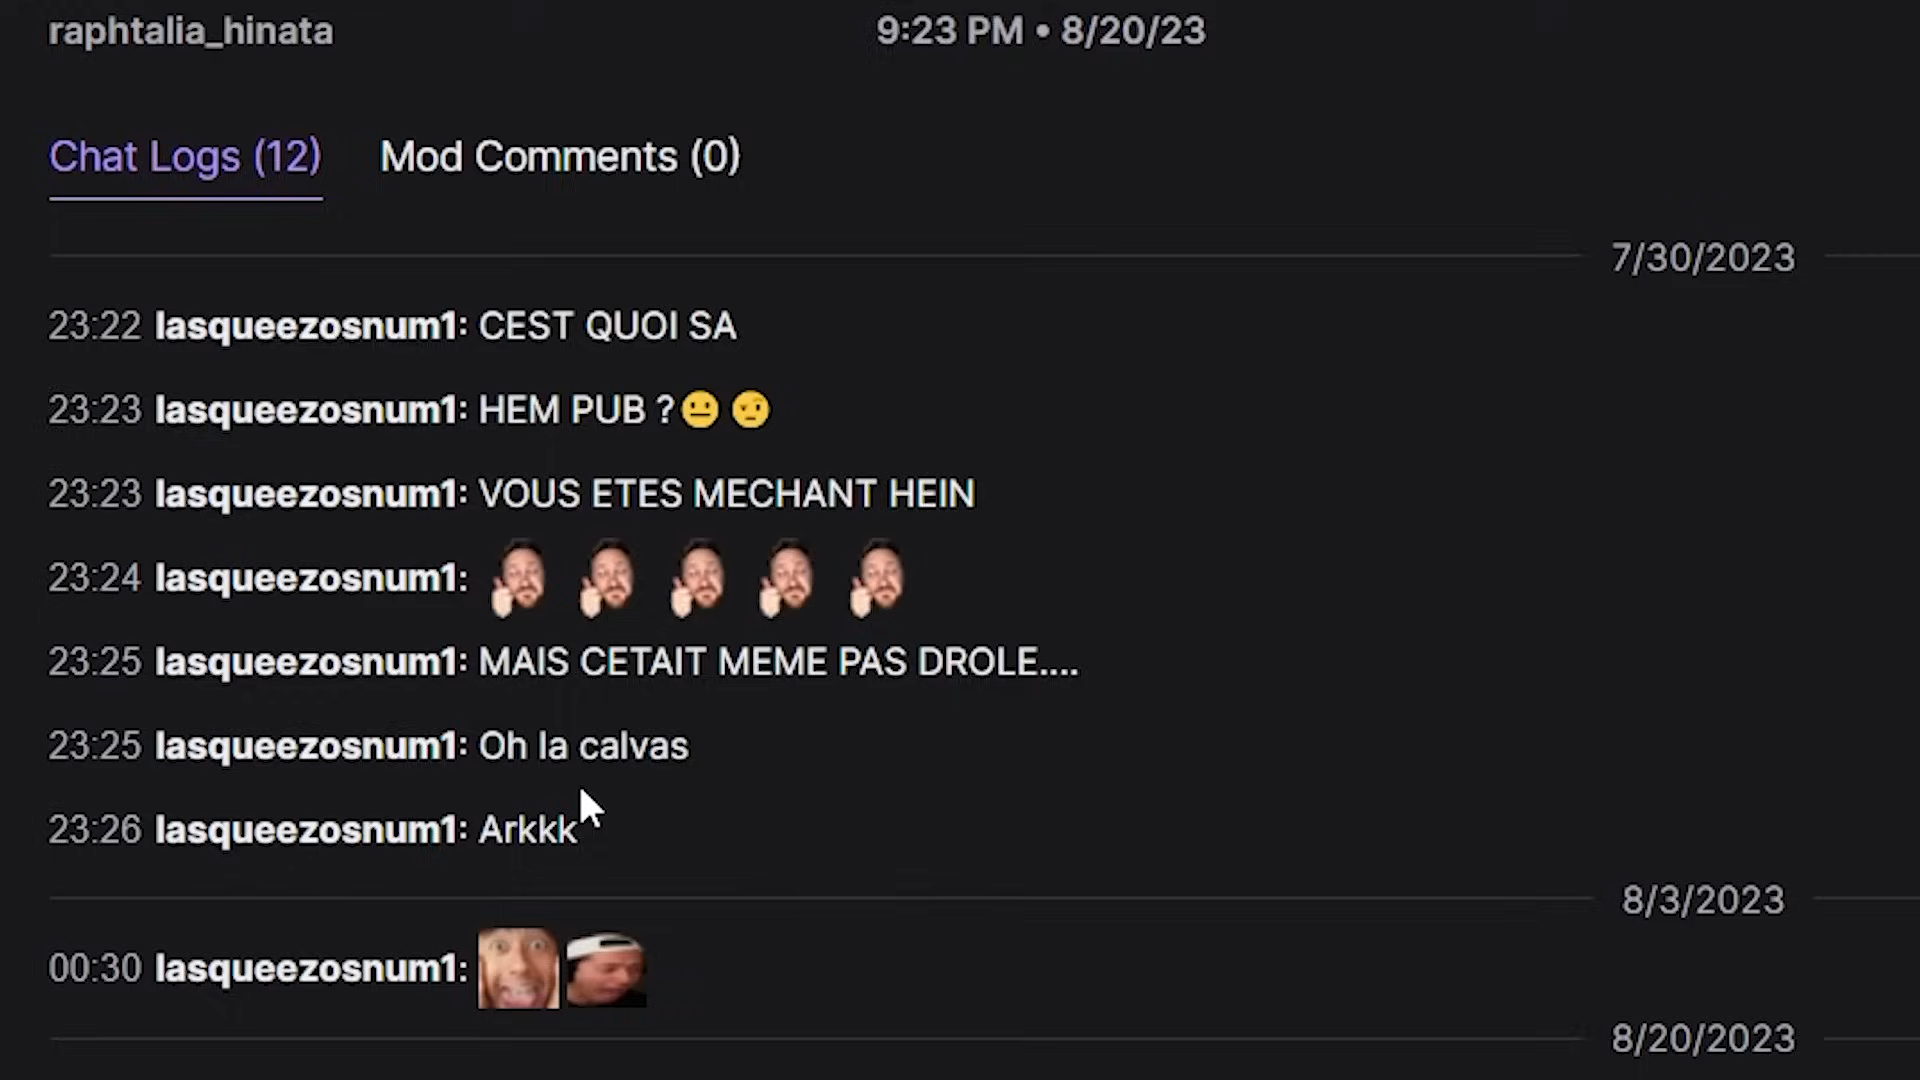 raphtalia_hinata 9:23 PM • 8/20/23
Chat Logs (12) Mod Comments (0)
7/30/2023
23:22 lasqueezosnum1: CEST QUOI SA
23:23 lasqueezosnum1: HEM PUB ?😐 🤨
23:23 lasqueezosnum1: VOUS ETES MECHANT HEIN
23:24 lasqueezosnum1:
23:25 lasqueezosnum1: MAIS CETAIT MEME PAS DROLE....
23:25 lasqueezosnum1: Oh la calvas
23:26 lasqueezosnum1: Arkkk
8/3/2023
00:30 lasqueezosnum1:
8/20/2023